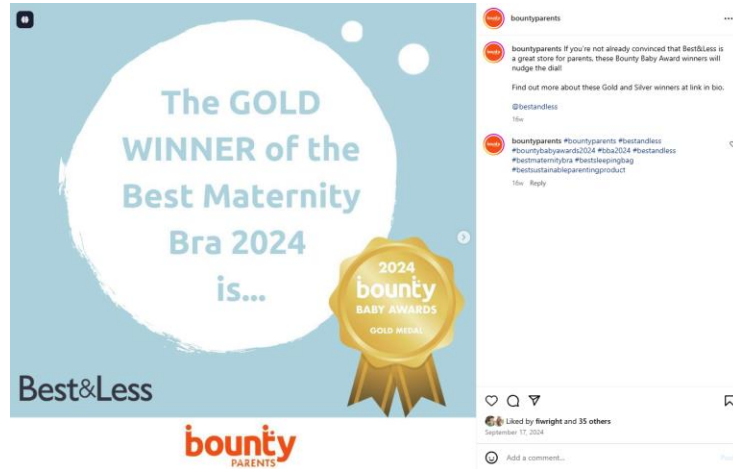 The GOLD
WINNER of the
Best Maternity
Bra 2024
is...
2024
bounty
BABY AWARDS
GOLD MEDAL
Best&Less
bounty
PARENTS
bountyparents
bountyparents If you're not already convinced that Best&Less is
a great store for parents, these Bounty Baby Award winners will
nudge the dial!
Find out more about these Gold and Silver winners at link in bio.
@bestandless
16w
bountyparents #bountyparents #bestandless
#bountybabyawards2024 #bba2024 #bestandless
#bestmaternitybra #bestsleepingbag
#bestsustainableparentingproduct
16w Reply
Liked by fiwright and 35 others
September 17, 2024
Add a comment...